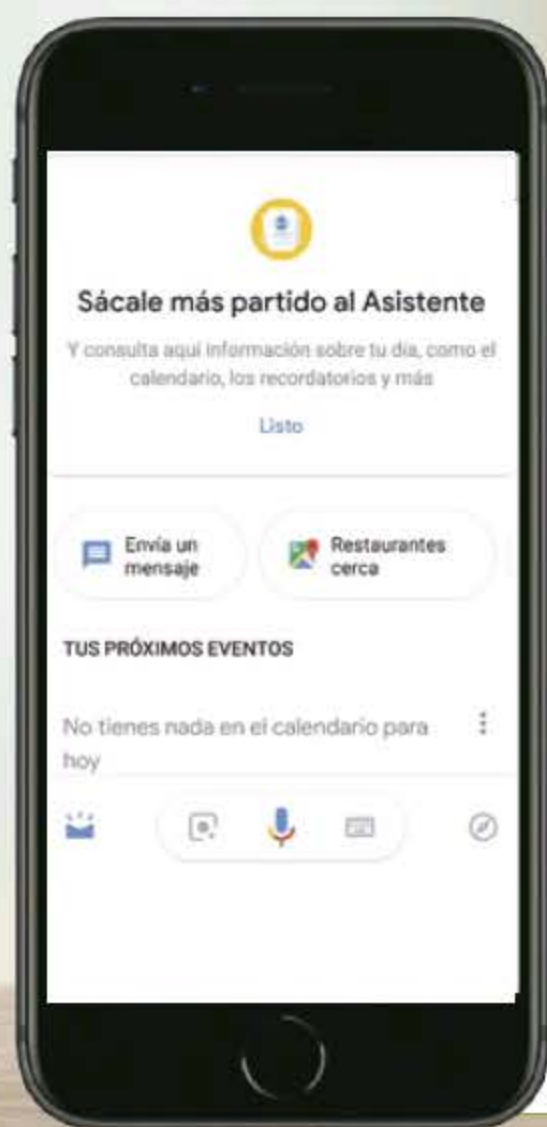 Sácale más partido al Asistente
Y consulta aquí información sobre tu día, como el
calendario, los recordatorios y más
Listo
Envía un
mensaje
Restaurantes
cerca
TUS PRÓXIMOS EVENTOS
No tienes nada en el calendario para
hoy